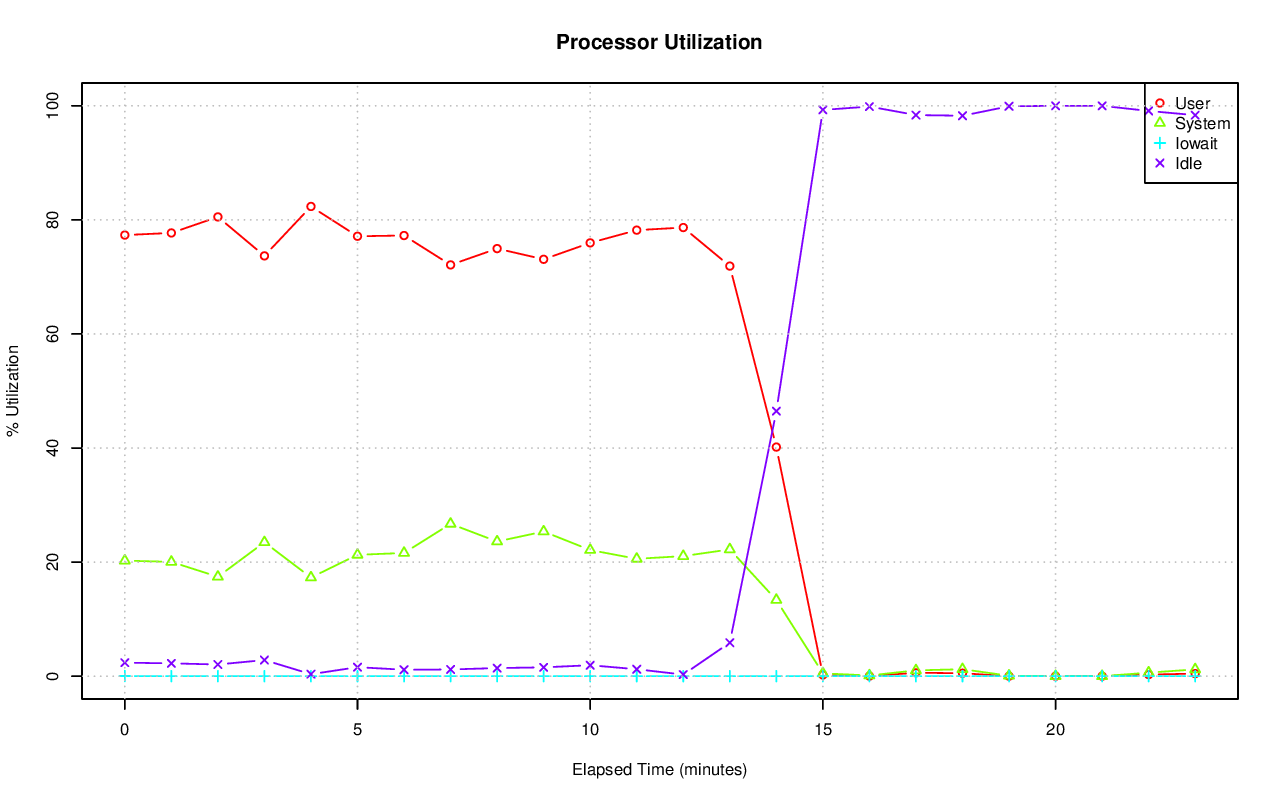 Processor Utilization
% Utilization
100
80
60
40
20
0
User
System
Iowait
Idle
0 5 10 15 20
Elapsed Time (minutes)